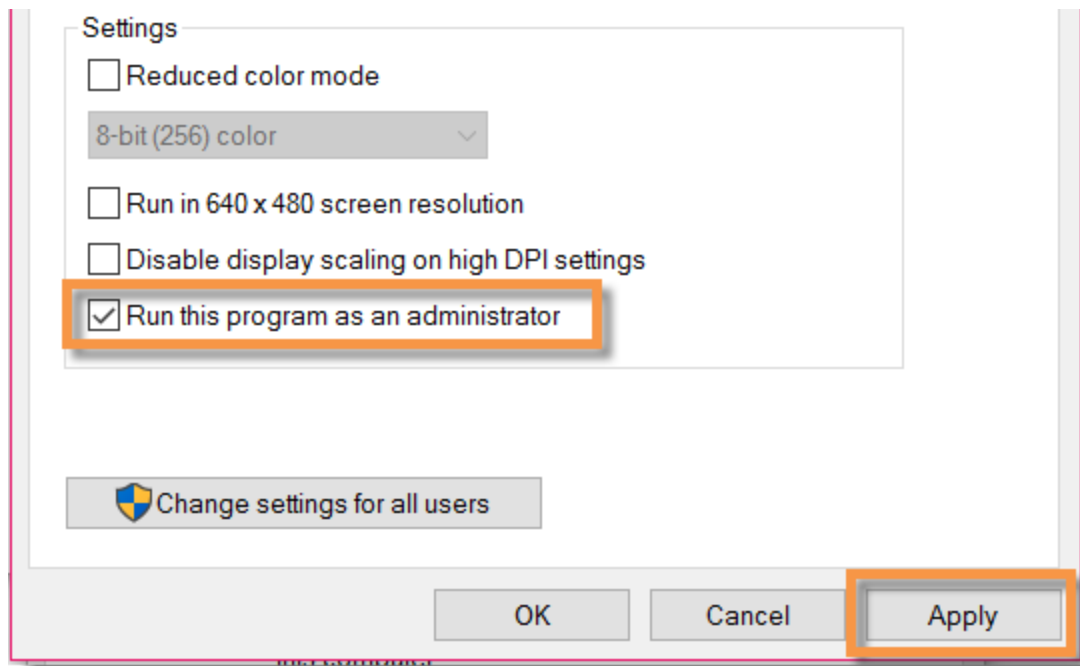 Settings
Reduced color mode
8-bit (256) color
Run in 640 x 480 screen resolution
Disable display scaling on high DPI settings
Run this program as an administrator
Change settings for all users
OK Cancel Apply